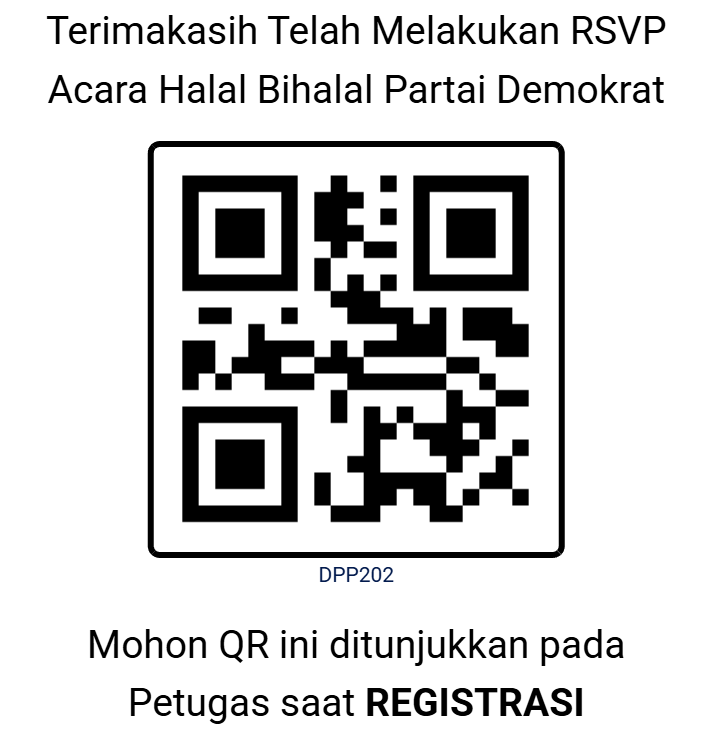 Terimakasih Telah Melakukan RSVP
Acara Halal Bihalal Partai Demokrat
DPP202
Mohon QR ini ditunjukkan pada
Petugas saat REGISTRASI